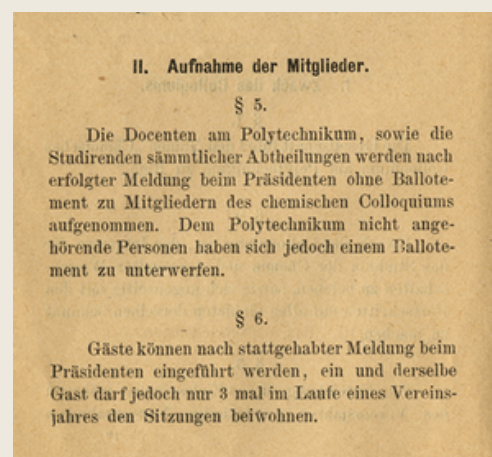 II. Aufnahme der Mitglieder.
§ 5.
Die Docenten am Polytechnikum, sowie die
Studirenden sämmtlicher Abtheilungen werden nach
erfolgter Meldung beim Präsidenten ohne Ballote-
ment zu Mitgliedern des chemischen Colloquiums
aufgenommen. Dem Polytechnikum nicht ange-
hörende Personen haben sich jedoch einem Ballote-
ment zu unterwerfen.
§ 6.
Gäste können nach stattgehabter Meldung beim
Präsidenten eingeführt werden, ein und derselbe
Gast darf jedoch nur 3 mal im Laufe eines Vereins-
jahres den Sitzungen beiwohnen.